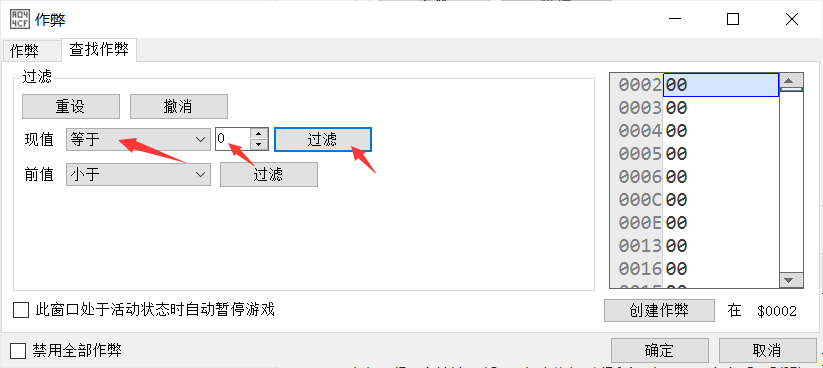 作弊
作弊 查找作弊
过滤
重设 撤消
现值 等于 0 过滤
前值 小于 过滤
0002 00
0003 00
0004 00
0005 00
0006 00
000C 00
000E 00
0013 00
0016 00
此窗口处于活动状态时自动暂停游戏
创建作弊 在 $0002
禁用全部作弊
确定 取消